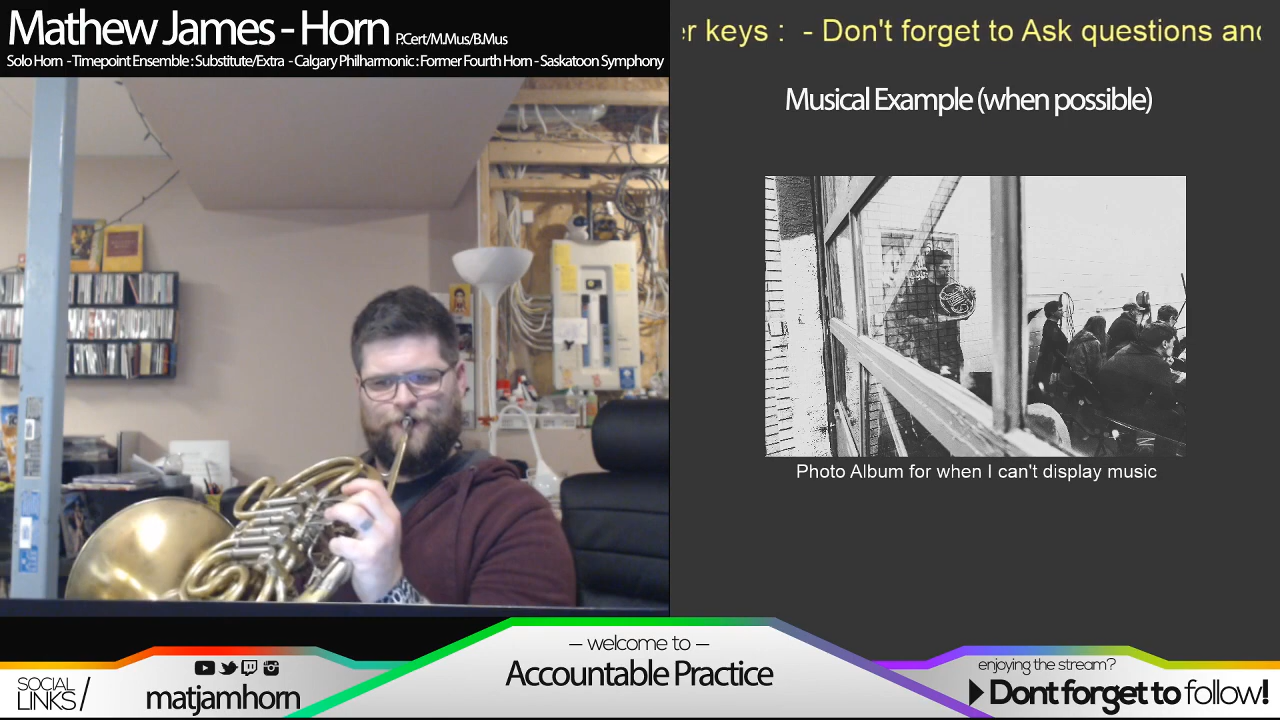 Mathew James - Horn P.Cert/M.Mus/B.Mus
Solo Horn - Timepoint Ensemble : Substitute/Extra - Calgary Philharmonic : Former Fourth Horn - Saskatoon Symphony
er keys : - Don't forget to Ask questions and
Musical Example (when possible)
Photo Album for when I can't display music
SOCIAL LINKS /
matjamhorn
– welcome to –
Accountable Practice
enjoying the stream?
Dont forget to follow!